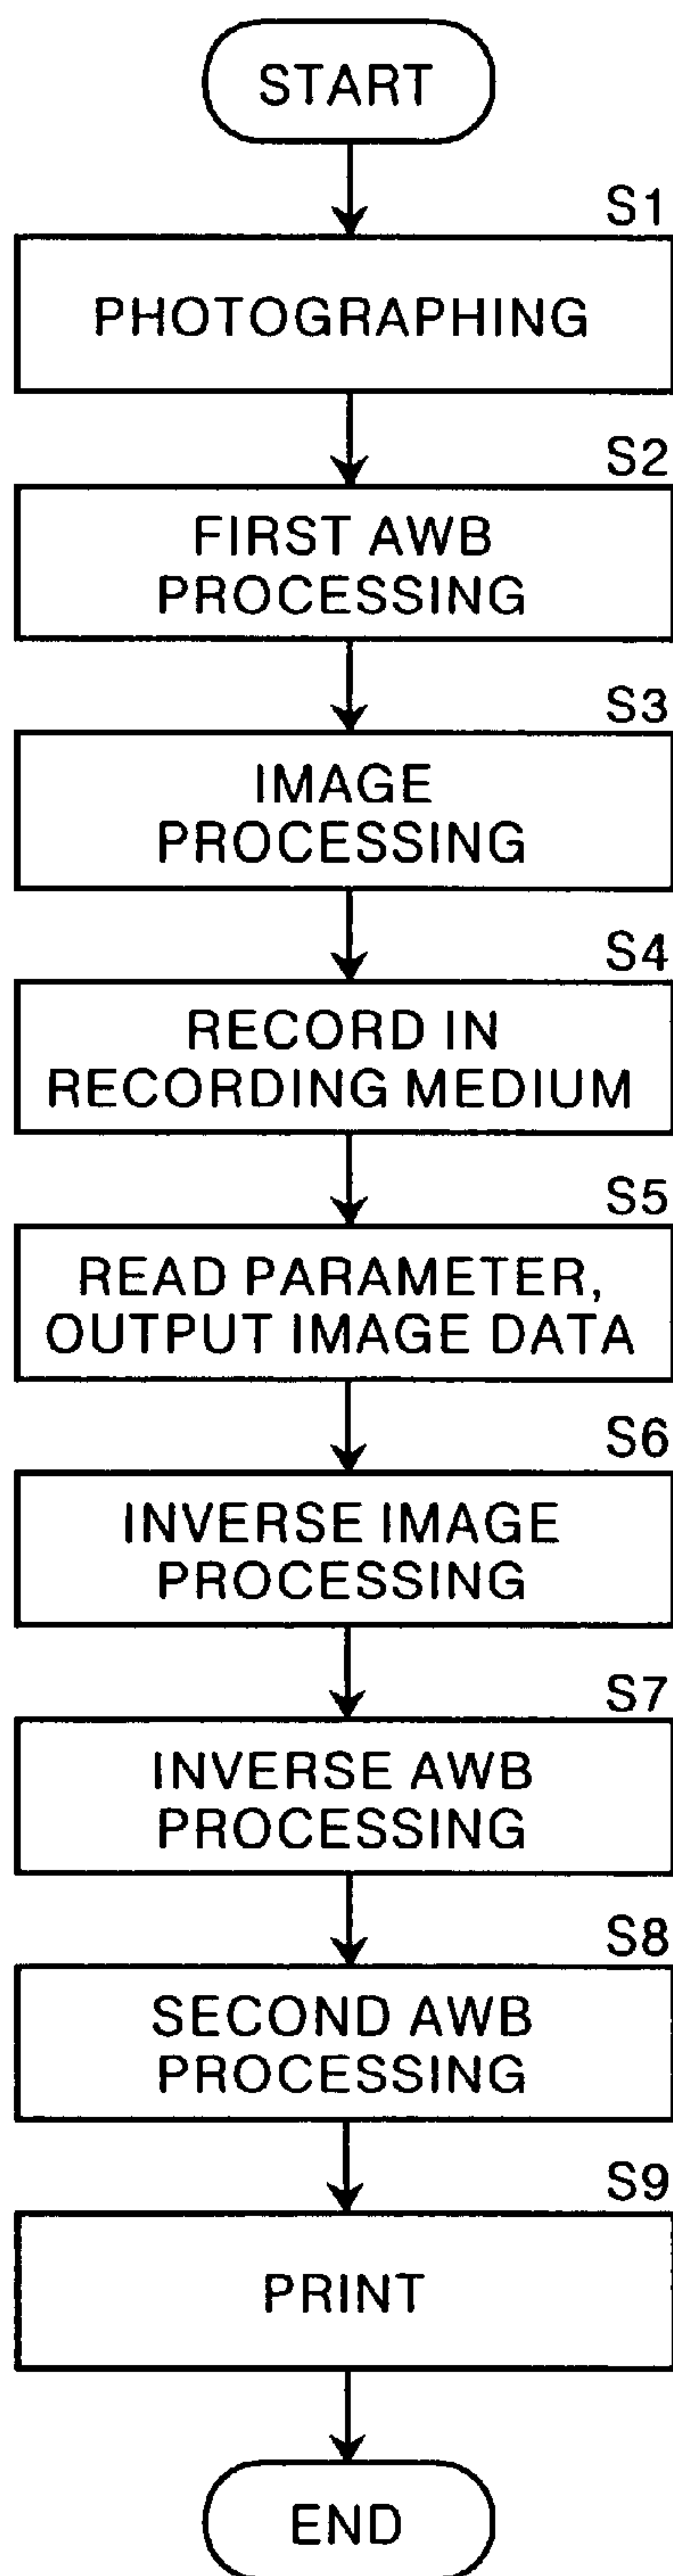 START
S1
PHOTOGRAPHING
S2
FIRST AWB
PROCESSING
S3
IMAGE
PROCESSING
S4
RECORD IN
RECORDING MEDIUM
S5
READ PARAMETER,
OUTPUT IMAGE DATA
S6
INVERSE IMAGE
PROCESSING
S7
INVERSE AWB
PROCESSING
S8
SECOND AWB
PROCESSING
S9
PRINT
END